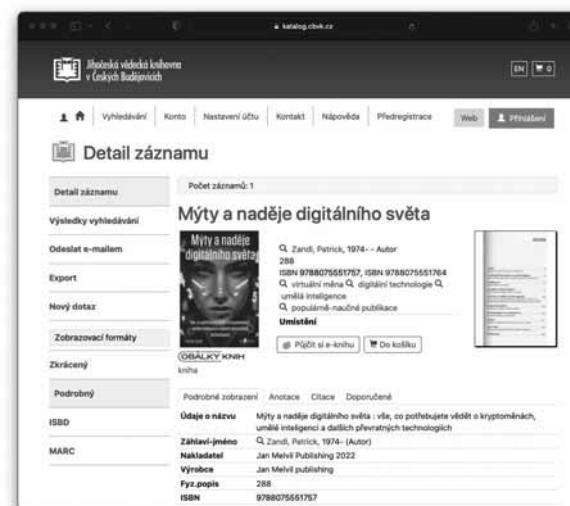 katalog.cbvk.cz
Jihočeská vědecká knihovna
v Českých Budějovicích
EN
0
Vyhledávání
Konto
Nastavení účtu
Kontakt
Nápověda
Předregistrace
Web
Přihlášení
Detail záznamu
Detail záznamu
Výsledky vyhledávání
Odeslat e-mailem
Export
Nový dotaz
Zobrazovací formáty
Zkrácený
Podrobný
ISBD
MARC
Počet záznamů: 1
Mýty a naděje digitálního světa
Mýty a naděje
digitálního světa
OBÁLKY KNIH
kniha
Zandl, Patrick, 1974- - Autor
288
ISBN 9788075551757, ISBN 9788075551764
virtuální měna digitální technologie
umělá inteligence
populárně-naučné publikace
Umístění
Půjčit si e-knihu
Do košíku
Podrobné zobrazení
Anotace
Citace
Doporučené
Údaje o názvu Mýty a naděje digitálního světa : vše, co potřebujete vědět o kryptoměnách,
umělé inteligenci a dalších převratných technologiích
Záhlaví-jméno Zandl, Patrick, 1974- (Autor)
Nakladatel Jan Melvil Publishing 2022
Výrobce Jan Melvil publishing
Fyz.popis 288
ISBN 9788075551757